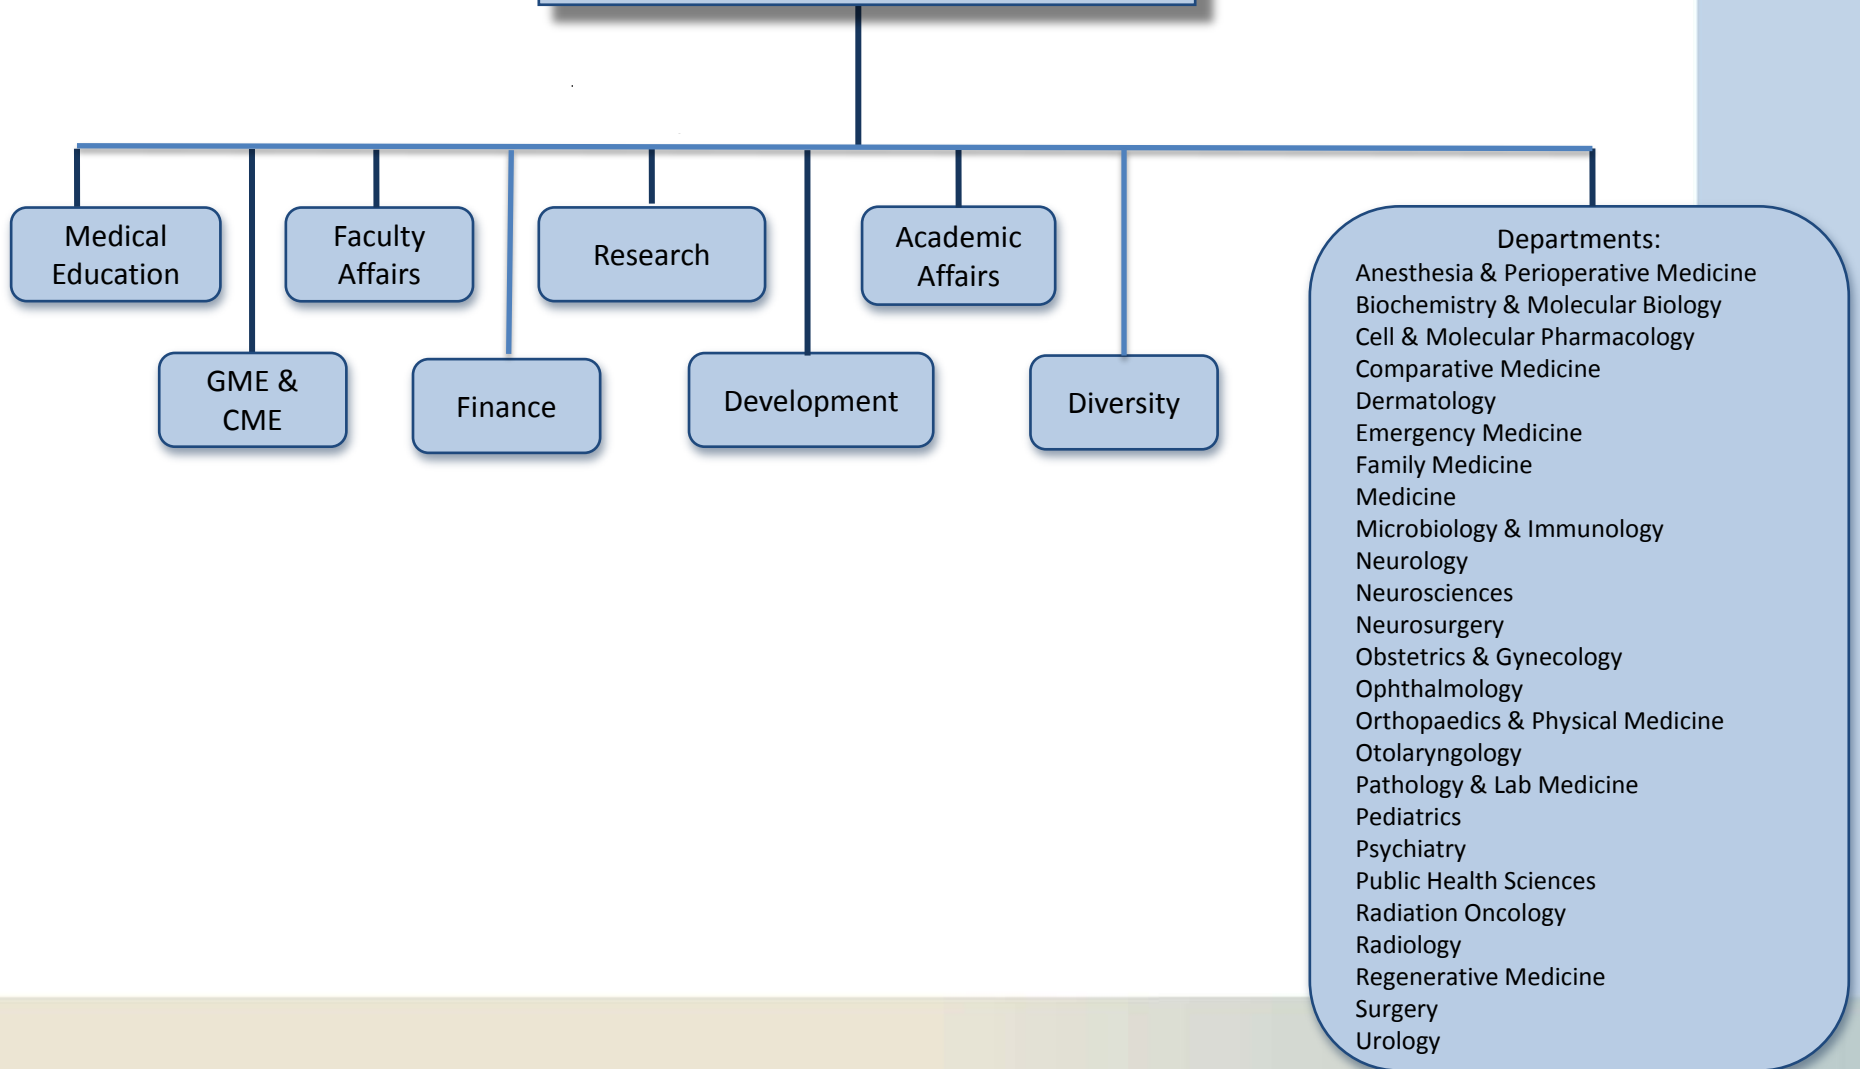 Medical
Education
Faculty
Affairs
Research
Academic
Affairs
GME &
CME
Finance
Development
Diversity
Departments:
Anesthesia & Perioperative Medicine
Biochemistry & Molecular Biology
Cell & Molecular Pharmacology
Comparative Medicine
Dermatology
Emergency Medicine
Family Medicine
Medicine
Microbiology & Immunology
Neurology
Neurosciences
Neurosurgery
Obstetrics & Gynecology
Ophthalmology
Orthopaedics & Physical Medicine
Otolaryngology
Pathology & Lab Medicine
Pediatrics
Psychiatry
Public Health Sciences
Radiation Oncology
Radiology
Regenerative Medicine
Surgery
Urology